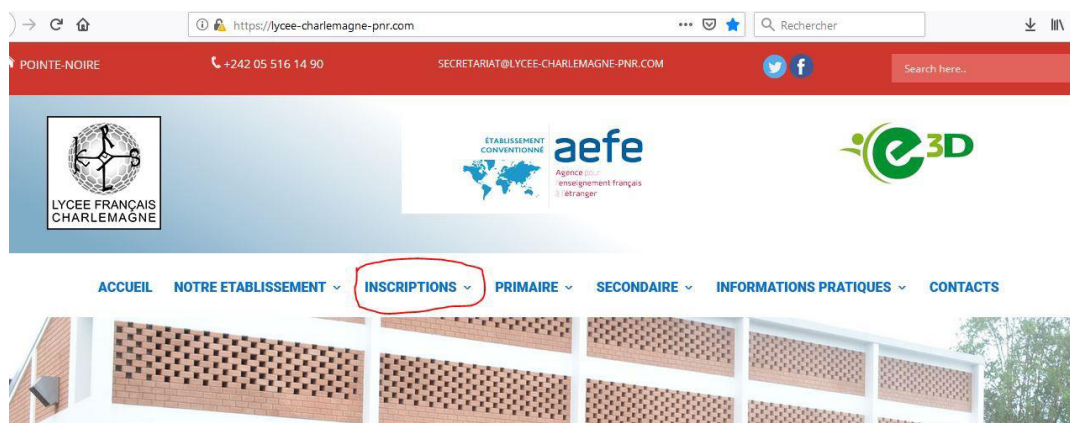 https://lycee-charlemagne-pnr.com
Rechercher
POINTE-NOIRE
+242 05 516 14 90
SECRETARIAT@LYCEE-CHARLEMAGNE-PNR.COM
Search here..
LYCEE FRANÇAIS
CHARLEMAGNE
ÉTABLISSEMENT
CONVENTIONNÉ
aefe
Agence pour
l'enseignement français
à l'étranger
e3D
ACCUEIL NOTRE ETABLISSEMENT INSCRIPTIONS PRIMAIRE SECONDAIRE INFORMATIONS PRATIQUES CONTACTS